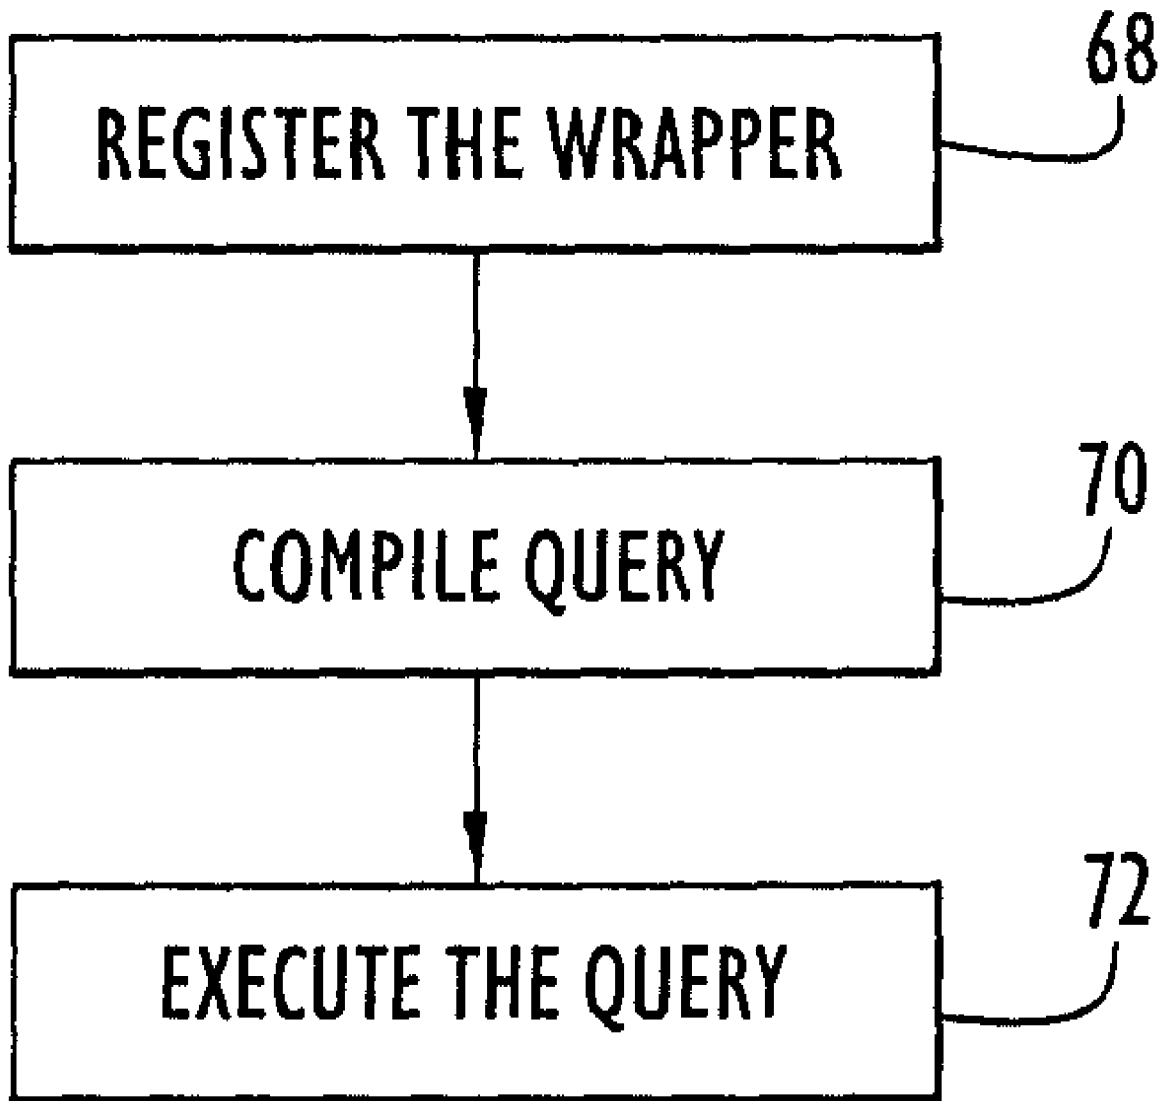 68
REGISTER THE WRAPPER
70
COMPILE QUERY
72
EXECUTE THE QUERY